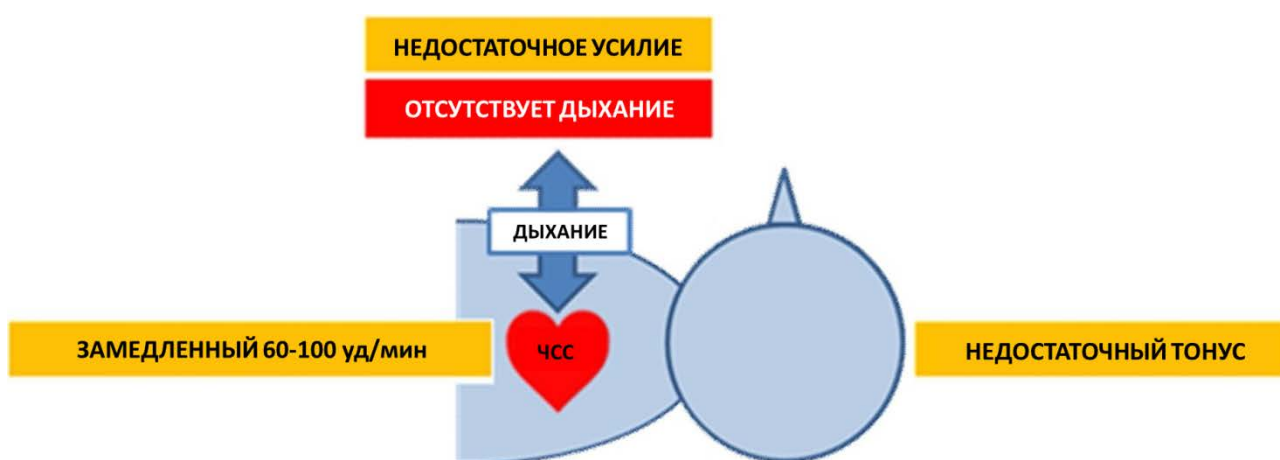 НЕДОСТАТОЧНОЕ УСИЛИЕ
ОТСУТСТВУЕТ ДЫХАНИЕ
ДЫХАНИЕ
ЗАМЕДЛЕННЫЙ 60-100 уд/мин
ЧСС
НЕДОСТАТОЧНЫЙ ТОНУС